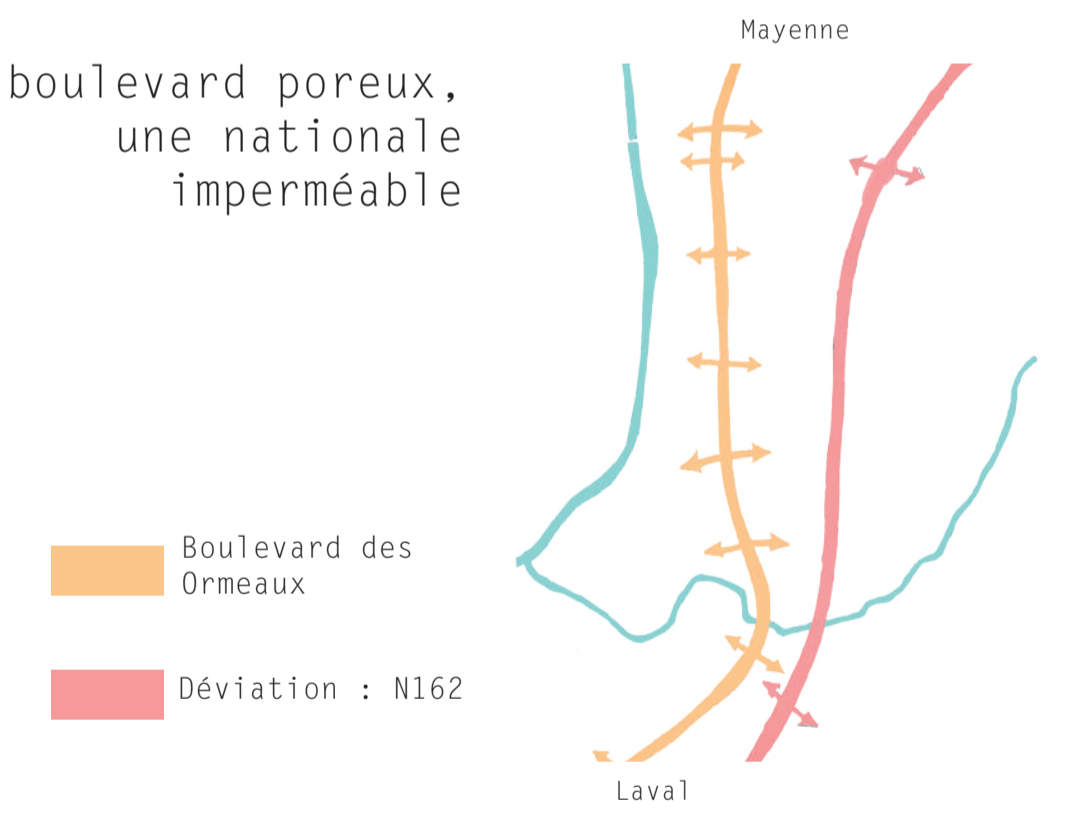 Mayenne
boulevard poreux,
une nationale
imperméable
Boulevard des
Ormeaux
Déviation : N162
Laval